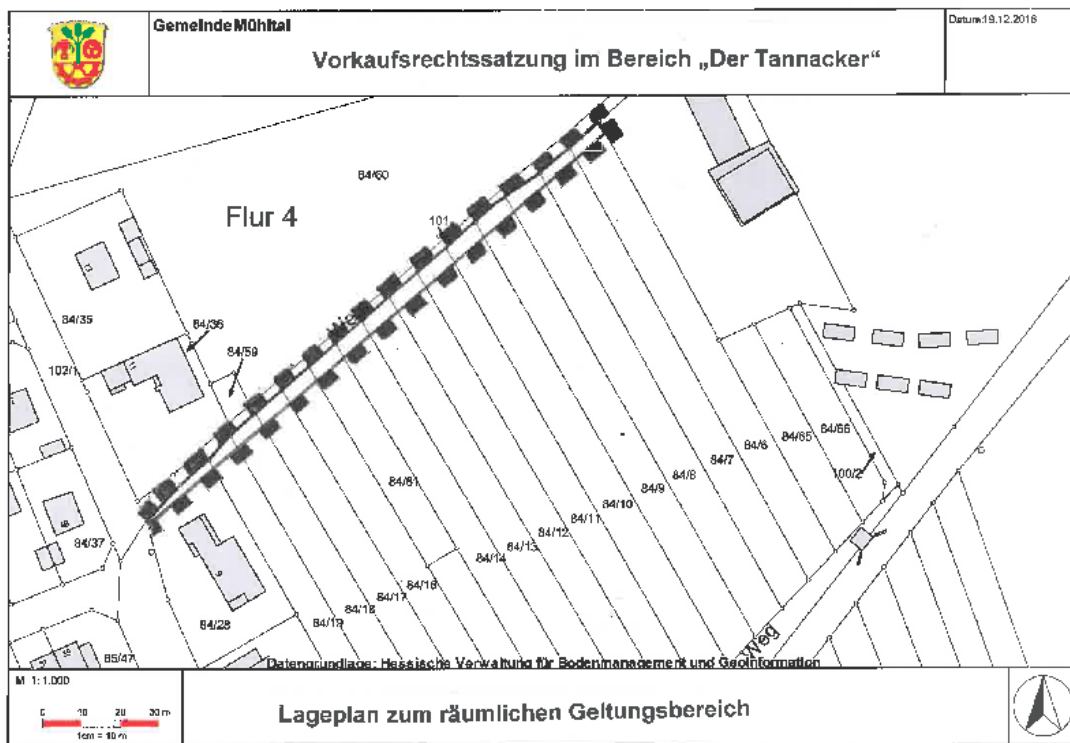 Gemeinde Mühltal
Vorkaufsrechtssatzung im Bereich „Der Tannacker“
Datum:19.12.2016
84/60
Flur 4
101
84/35
84/36
84/59
102/1
Weg
84/61
84/37
84/28
84/19
84/18
84/17
84/16
84/14
84/13
84/12
84/11
84/10
84/9
84/8
84/7
84/6
84/65
84/66
100/2
85/47
Weg
Datengrundlage: Hessische Verwaltung für Bodenmanagement und Geoinformation
M 1:1.000
0 10 20 30 m
1cm = 10 m
Lageplan zum räumlichen Geltungsbereich